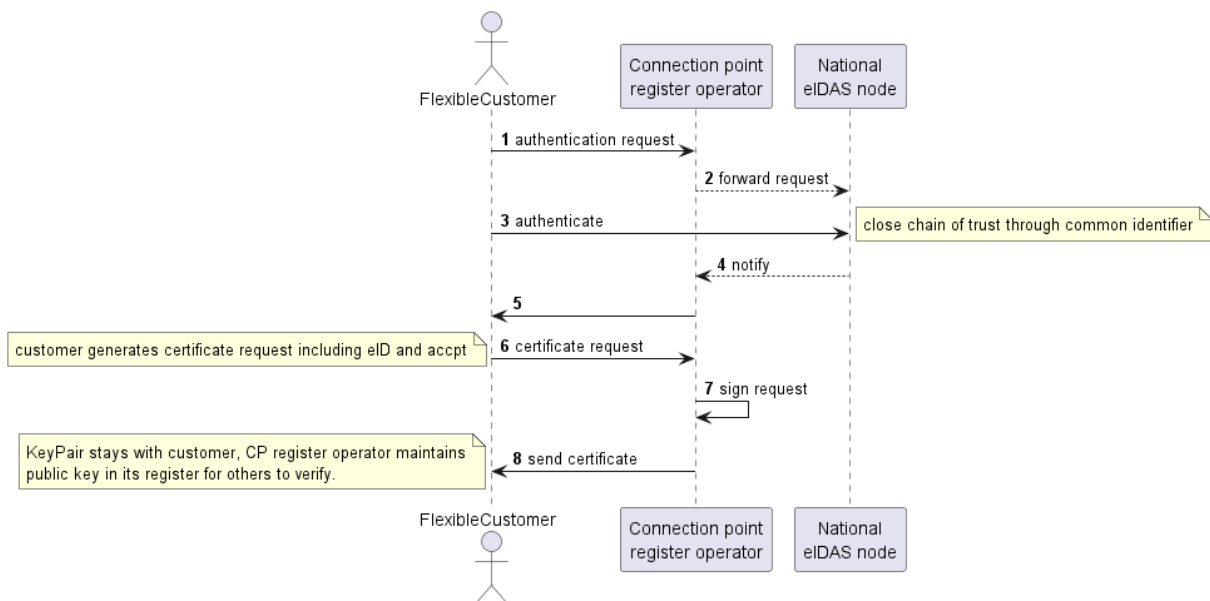 FlexibleCustomer
Connection point
register operator
National
eIDAS node
1 authentication request
2 forward request
3 authenticate
close chain of trust through common identifier
4 notify
5
customer generates certificate request including eID and accpt
6 certificate request
7 sign request
KeyPair stays with customer, CP register operator maintains
public key in its register for others to verify.
8 send certificate
FlexibleCustomer
Connection point
register operator
National
eIDAS node